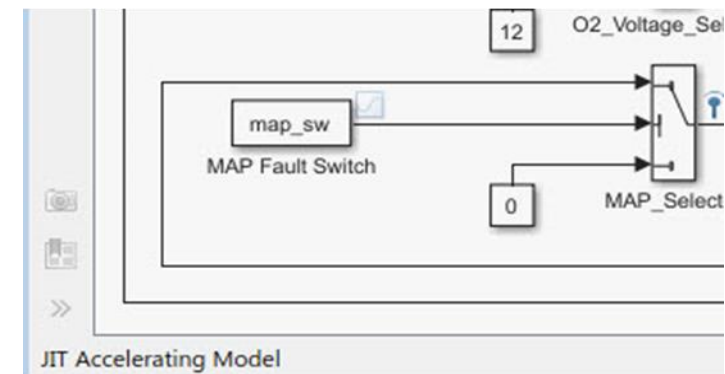 12
O2_Voltage_Sel
map_sw
MAP Fault Switch
0
MAP_Select
JIT Accelerating Model